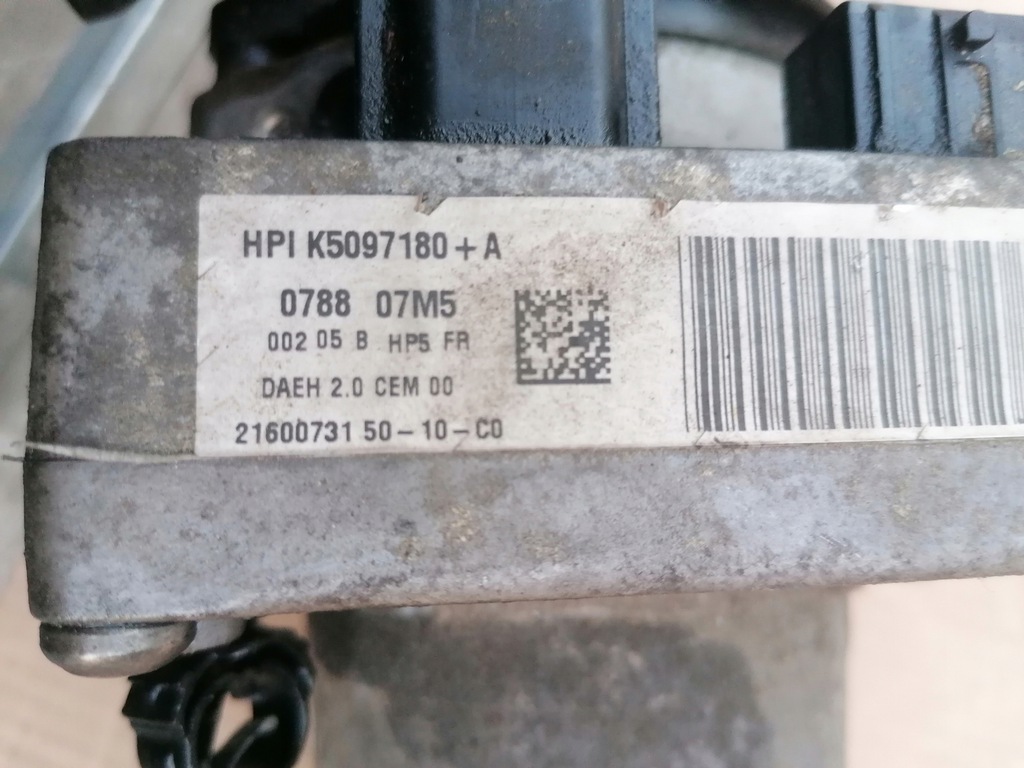 HPI K5097180+A
0788 07M5
002 05 B HP5 FR
DAEH 2.0 CEM 00
21600731 50-10-C0